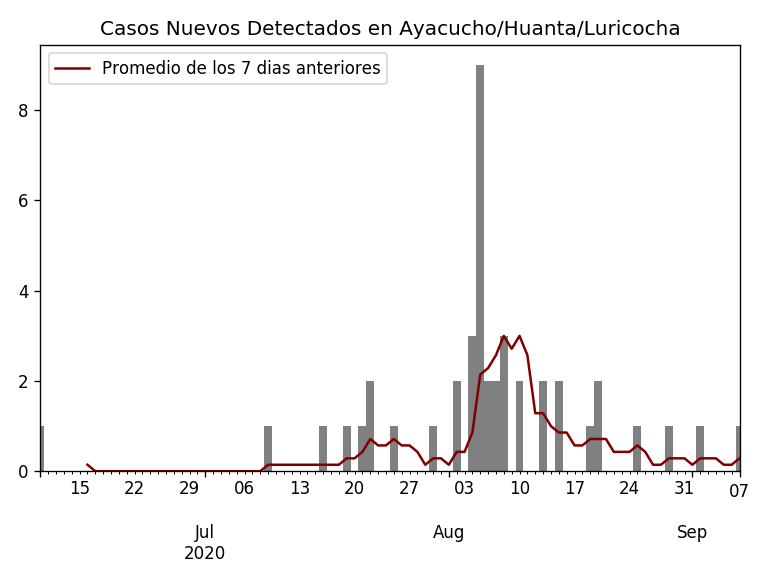 Casos Nuevos Detectados en Ayacucho/Huanta/Luricocha
Promedio de los 7 dias anteriores
8
6
4
2
0
15 22 29 06 13 20 27 03 10 17 24 31 07
Jul Aug Sep
2020